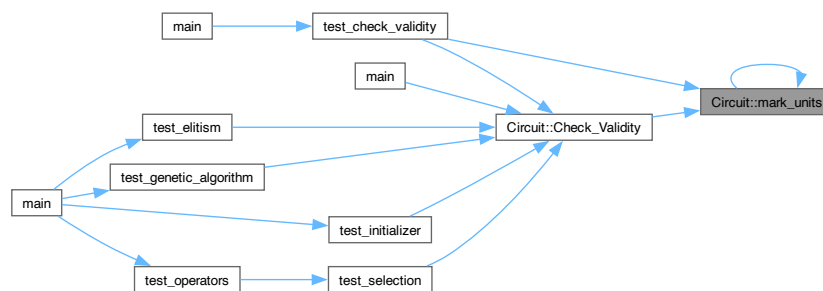 main
test_check_validity
main
Circuit::mark_units
test_elitism
Circuit::Check_Validity
test_genetic_algorithm
main
test_initializer
test_operators
test_selection